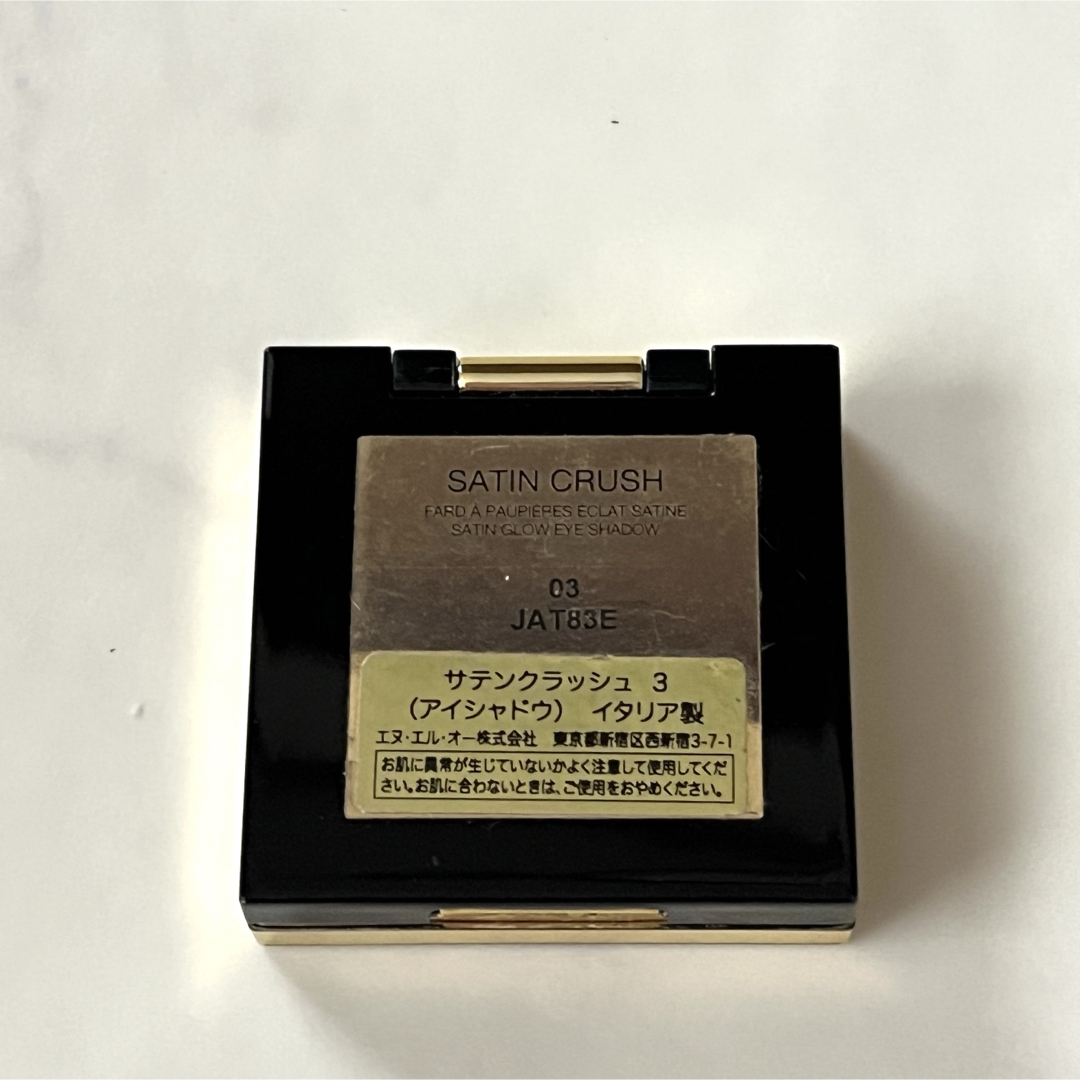 SATIN CRUSH
FARD À PAUPIÈRES ÉCLAT SATINÉ
SATIN GLOW EYE SHADOW
03
JAT83E
サテンクラッシュ 3
(アイシャドウ) イタリア製
エヌ・エル・オー株式会社 東京都新宿区西新宿3-7-1
お肌に異常が生じていないかよく注意して使用してくだ
さい。お肌に合わないときは、ご使用をおやめください。